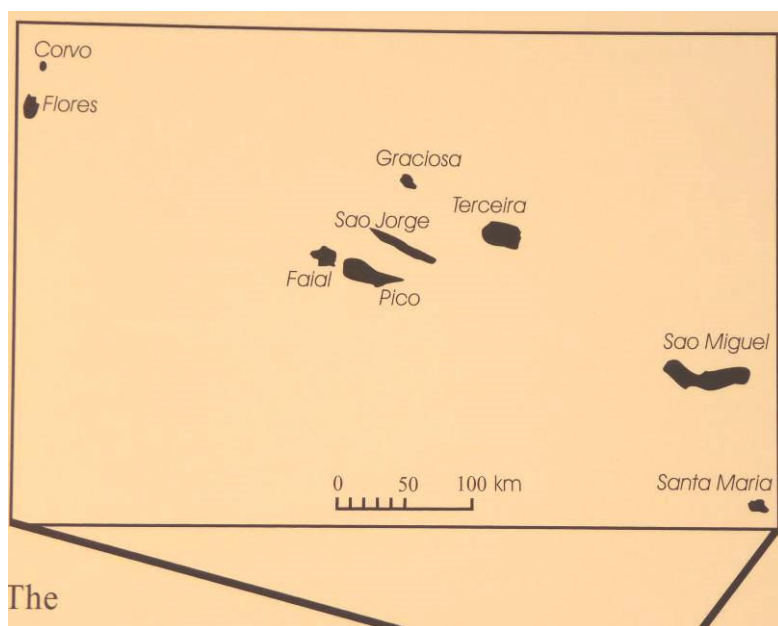 Corvo
Flores
Graciosa
Terceira
Sao Jorge
Faial
Pico
Sao Miguel
0 50 100 km
Santa Maria
The